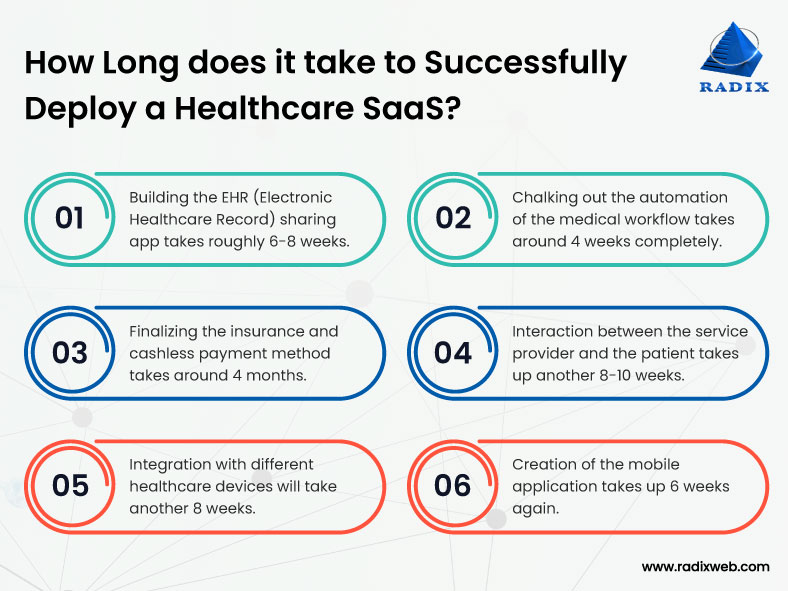 How Long does it take to Successfully
Deploy a Healthcare SaaS?
RADIX
01
Building the EHR (Electronic
Healthcare Record) sharing
app takes roughly 6-8 weeks.
02
Chalking out the automation
of the medical workflow takes
around 4 weeks completely.
03
Finalizing the insurance and
cashless payment method
takes around 4 months.
04
Interaction between the service
provider and the patient takes
up another 8-10 weeks.
05
Integration with different
healthcare devices will take
another 8 weeks.
06
Creation of the mobile
application takes up 6 weeks
again.
www.radixweb.com